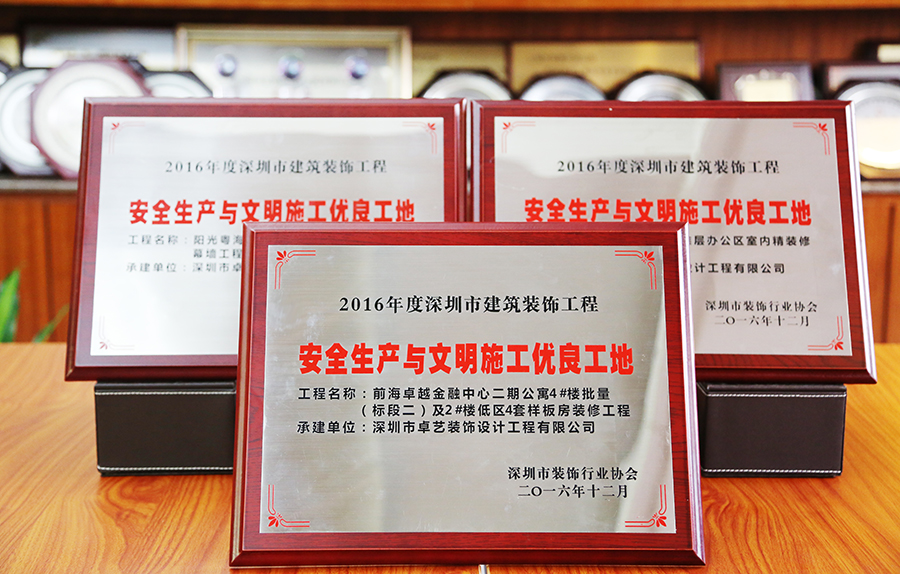 2016年度深圳市建筑装饰工程
安全生产与文明施工优良工地
工程名称：阳光粤海
幕墙工程
承建单位：深圳市卓
2016年度深圳市建筑装饰工程
安全生产与文明施工优良工地
层办公区室内精装修
设计工程有限公司
深圳市装饰行业协会
二〇一六年十二月
2016年度深圳市建筑装饰工程
安全生产与文明施工优良工地
工程名称：前海卓越金融中心二期公寓4#楼批量
（标段二）及2#楼低区4套样板房装修工程
承建单位：深圳市卓艺装饰设计工程有限公司
深圳市装饰行业协会
二〇一六年十二月